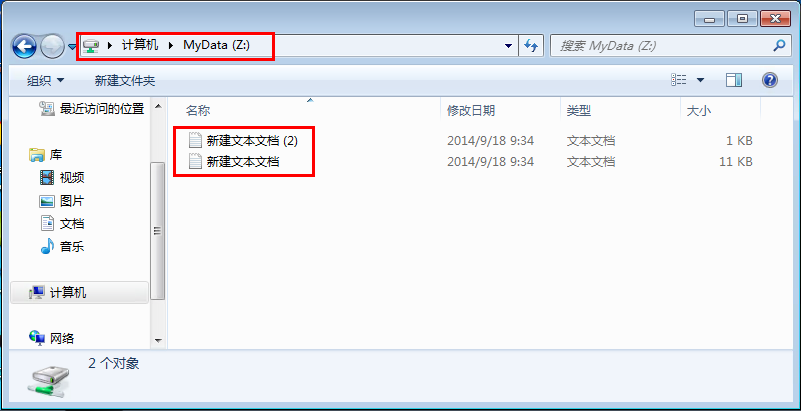 计算机 MyData (Z:) 搜索 MyData (Z:)
组织 新建文件夹
最近访问的位置
库
视频
图片
文档
音乐
计算机
网络
名称 修改日期 类型 大小
新建文本文档 (2) 2014/9/18 9:34 文本文档 1 KB
新建文本文档 2014/9/18 9:34 文本文档 11 KB
2 个对象